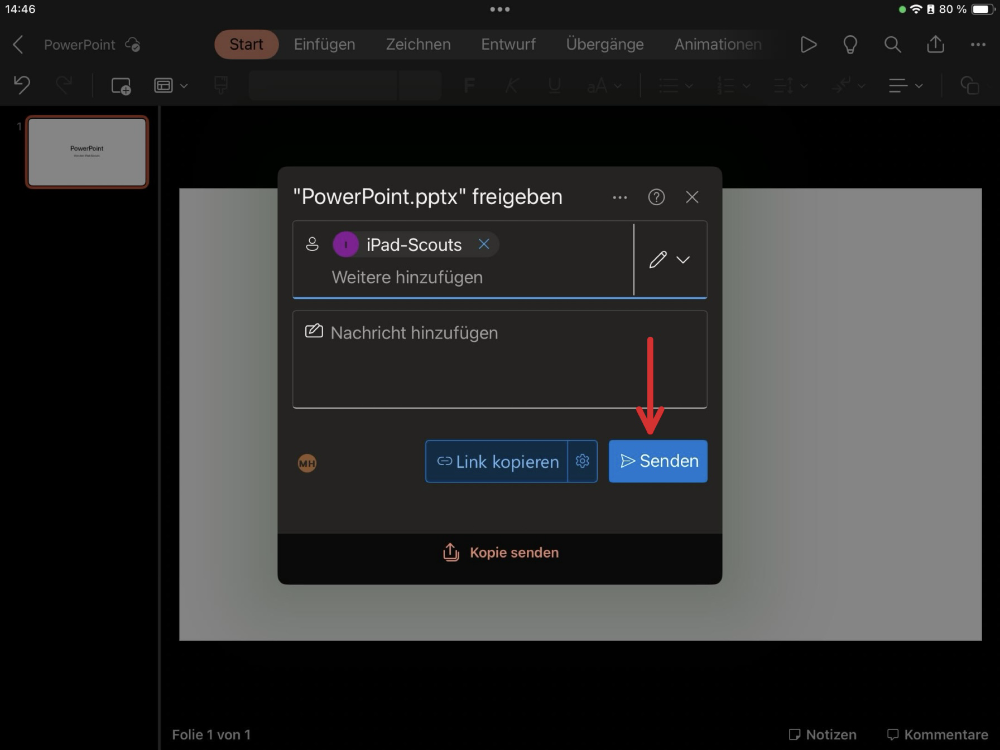 14:46
80 %
PowerPoint
Start
Einfügen
Zeichnen
Entwurf
Übergänge
Animationen
F K U aA
1
PowerPoint
"PowerPoint.pptx" freigeben
I
iPad-Scouts
Weitere hinzufügen
Nachricht hinzufügen
MH
Link kopieren
Senden
Kopie senden
Folie 1 von 1
Notizen
Kommentare